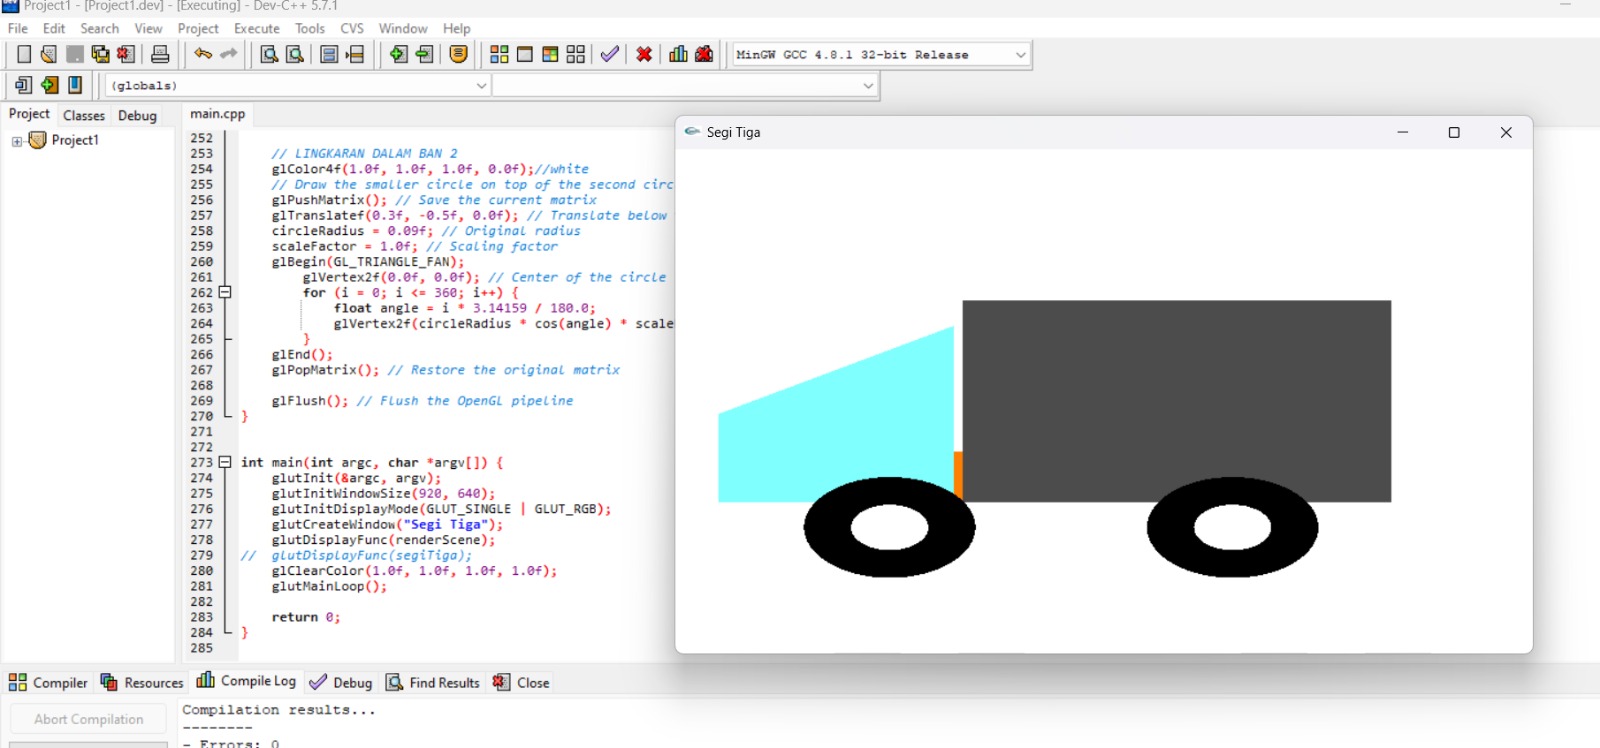 Project1 - [Project1.dev] - [Executing] - Dev-C++ 5.7.1
File Edit Search View Project Execute Tools CVS Window Help
MinGW GCC 4.8.1 32-bit Release
(globals)
Project Classes Debug
main.cpp
Project1
Segi Tiga
252
253 // LINGKARAN DALAM BAN 2
254 glColor4f(1.0f, 1.0f, 1.0f, 0.0f);//white
255 // Draw the smaller circle on top of the second circ
256 glPushMatrix(); // Save the current matrix
257 glTranslatef(0.3f, -0.5f, 0.0f); // Translate below
258 circleRadius = 0.09f; // Original radius
259 scaleFactor = 1.0f; // Scaling factor
260 glBegin(GL_TRIANGLE_FAN);
261 glVertex2f(0.0f, 0.0f); // Center of the circle
262 for (i = 0; i <= 360; i++) {
263 float angle = i * 3.14159 / 180.0;
264 glVertex2f(circleRadius * cos(angle) * scale
265 }
266 glEnd();
267 glPopMatrix(); // Restore the original matrix
268
269 glFlush(); // Flush the OpenGL pipeline
270 }
271
272
273 int main(int argc, char *argv[]) {
274 glutInit(&argc, argv);
275 glutInitWindowSize(920, 640);
276 glutInitDisplayMode(GLUT_SINGLE | GLUT_RGB);
277 glutCreateWindow("Segi Tiga");
278 glutDisplayFunc(renderScene);
279 // glutDisplayFunc(segiTiga);
280 glClearColor(1.0f, 1.0f, 1.0f, 1.0f);
281 glutMainLoop();
282
283 return 0;
284 }
285
Compiler Resources Compile Log Debug Find Results Close
Abort Compilation
Compilation results...
--------
- Errors: 0